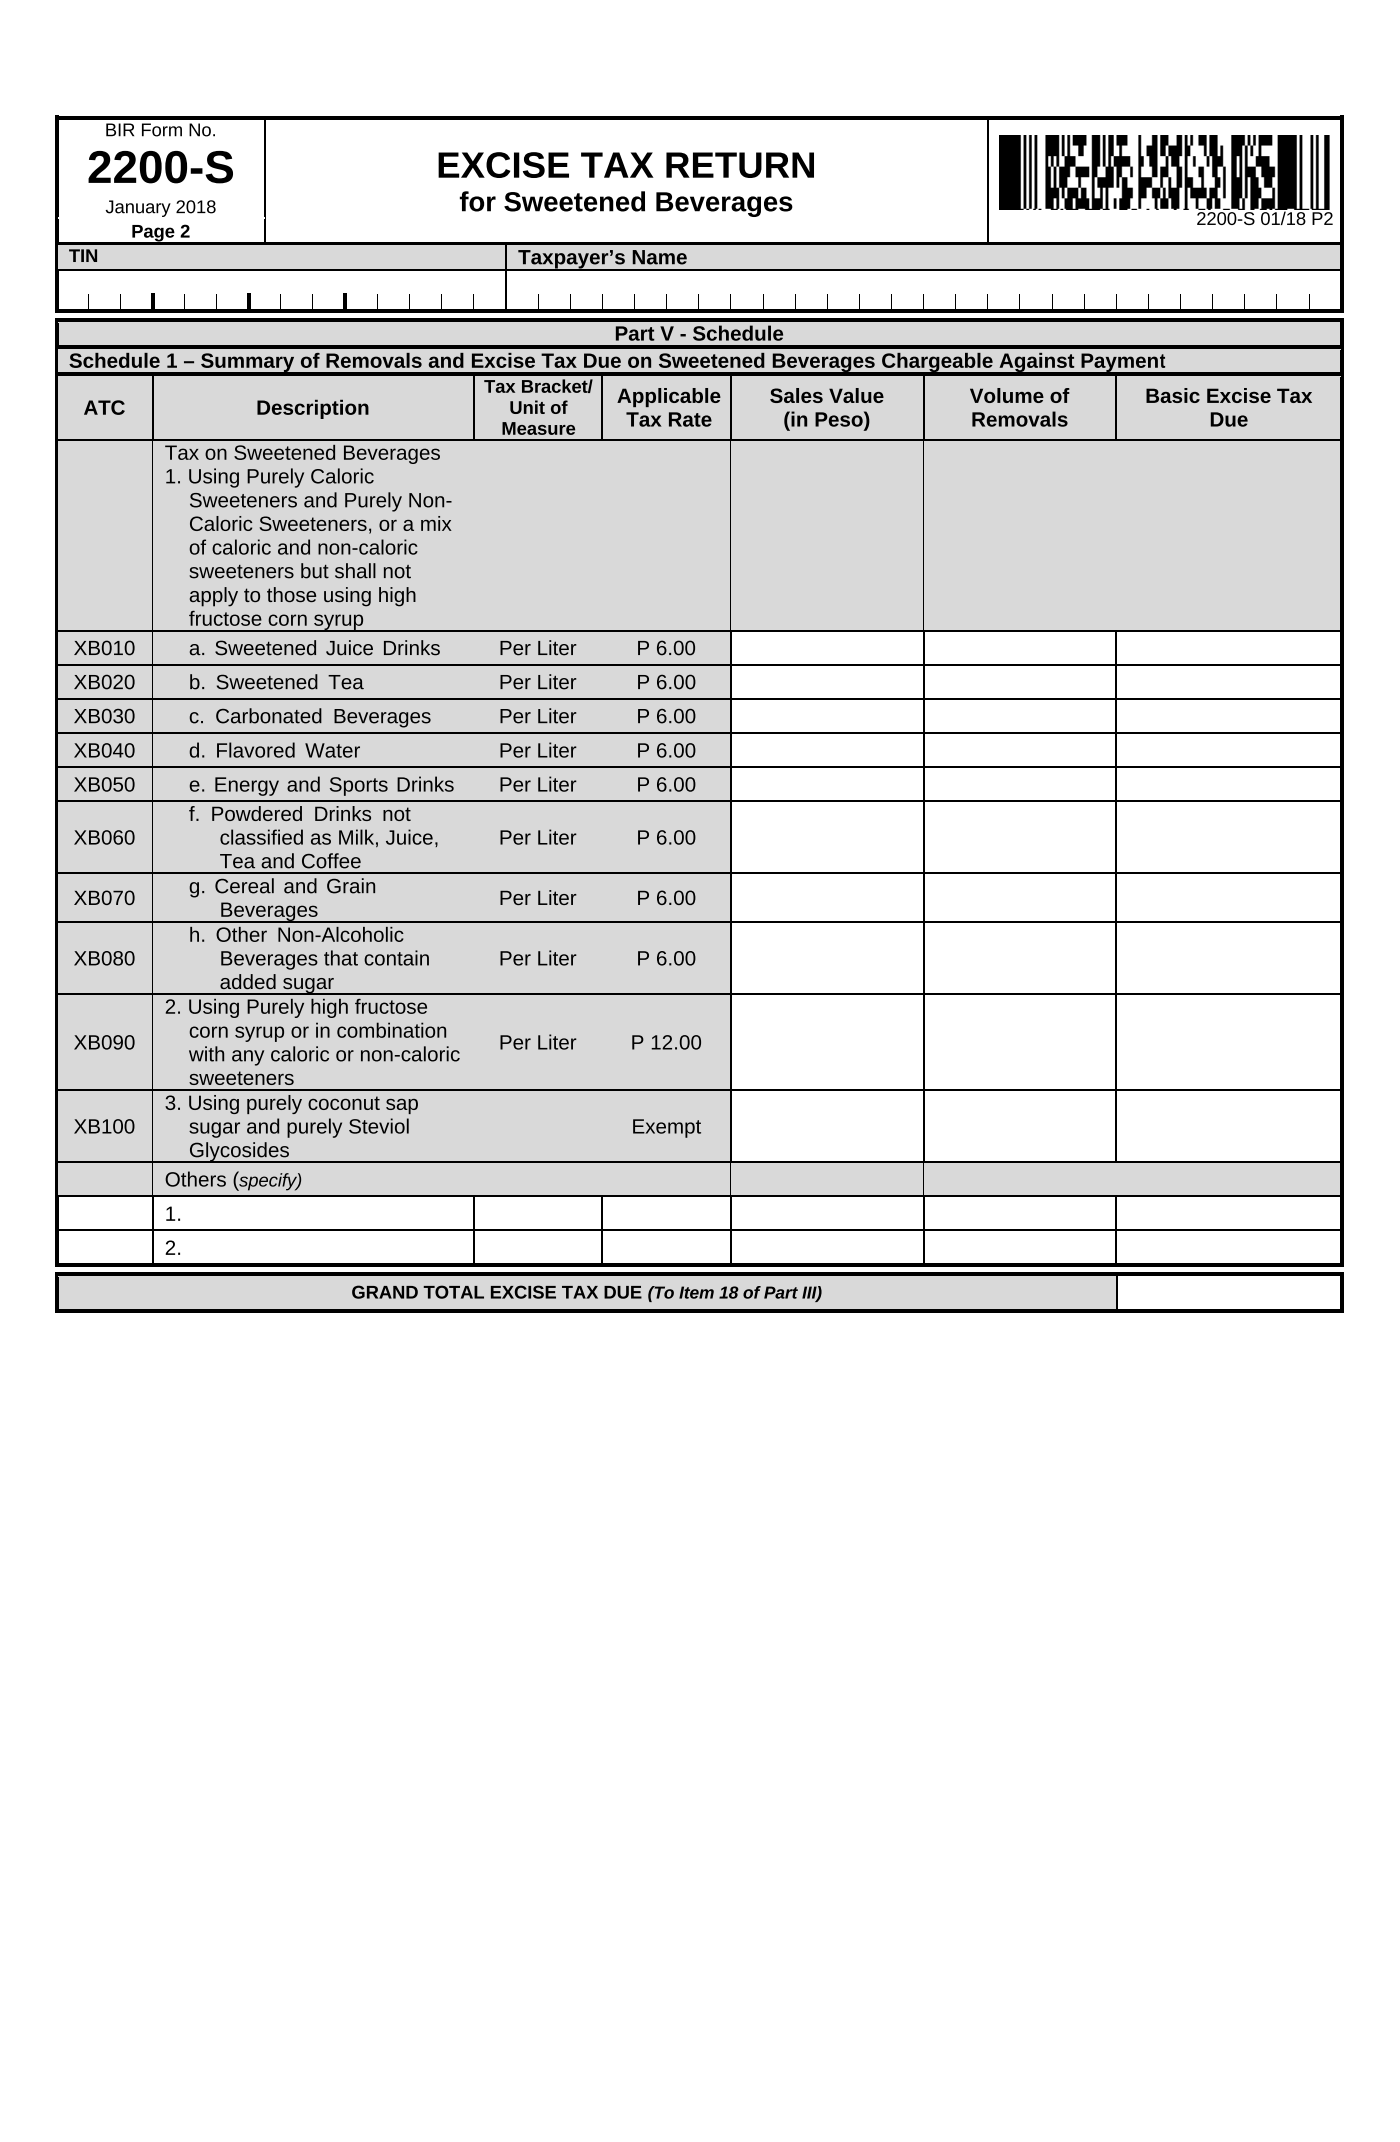 BIR Form No.
2200-S
January 2018
Page 2
EXCISE TAX RETURN
for Sweetened Beverages
2200-S 01/18 P2
TIN
Taxpayer’s Name
Part V - Schedule
Schedule 1 – Summary of Removals and Excise Tax Due on Sweetened Beverages Chargeable Against Payment
ATC
Description
Tax Bracket/
Unit of
Measure
Applicable
Tax Rate
Sales Value
(in Peso)
Volume of
Removals
Basic Excise Tax
Due
Tax on Sweetened Beverages
1. Using Purely Caloric
Sweeteners and Purely Non-
Caloric Sweeteners, or a mix
of caloric and non-caloric
sweeteners but shall not
apply to those using high
fructose corn syrup
XB010 a. Sweetened Juice Drinks Per Liter P 6.00
XB020 b. Sweetened Tea Per Liter P 6.00
XB030 c. Carbonated Beverages Per Liter P 6.00
XB040 d. Flavored Water Per Liter P 6.00
XB050 e. Energy and Sports Drinks Per Liter P 6.00
f. Powdered Drinks not
XB060 classified as Milk, Juice, Per Liter P 6.00
Tea and Coffee
XB070 g. Cereal and Grain Per Liter P 6.00
Beverages
h. Other Non-Alcoholic
XB080 Beverages that contain Per Liter P 6.00
added sugar
2. Using Purely high fructose
XB090 corn syrup or in combination Per Liter P 12.00
with any caloric or non-caloric
sweeteners
3. Using purely coconut sap
XB100 sugar and purely Steviol Exempt
Glycosides
Others (specify)
1.
2.
GRAND TOTAL EXCISE TAX DUE (To Item 18 of Part III)